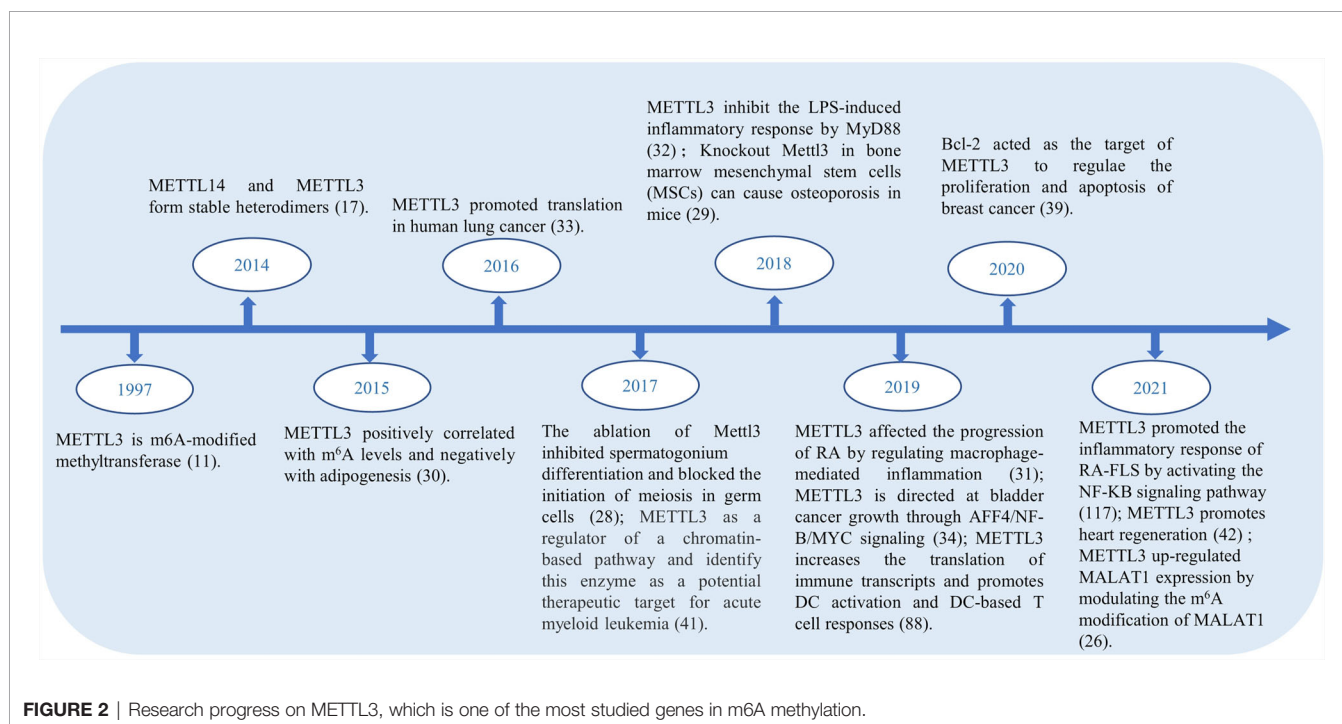 METTL14 and METTL3
form stable heterodimers (17).
2014
METTL3 promoted translation
in human lung cancer (33).
2016
METTL3 inhibit the LPS-induced
inflammatory response by MyD88
(32) ; Knockout Mettl3 in bone
marrow mesenchymal stem cells
(MSCs) can cause osteoporosis in
mice (29).
2018
Bcl-2 acted as the target of
METTL3 to regulae the
proliferation and apoptosis of
breast cancer (39).
2020
1997
METTL3 is m6A-modified
methyltransferase (11).
2015
METTL3 positively correlated
with m⁶A levels and negatively
with adipogenesis (30).
2017
The ablation of Mettl3
inhibited spermatogonium
differentiation and blocked the
initiation of meiosis in germ
cells (28); METTL3 as a
regulator of a chromatin-
based pathway and identify
this enzyme as a potential
therapeutic target for acute
myeloid leukemia (41).
2019
METTL3 affected the progression
of RA by regulating macrophage-
mediated inflammation (31);
METTL3 is directed at bladder
cancer growth through AFF4/NF-
B/MYC signaling (34); METTL3
increases the translation of
immune transcripts and promotes
DC activation and DC-based T
cell responses (88).
2021
METTL3 promoted the
inflammatory response of
RA-FLS by activating the
NF-KB signaling pathway
(117); METTL3 promotes
heart regeneration (42) ;
METTL3 up-regulated
MALAT1 expression by
modulating the m⁶A
modification of MALAT1
(26).
FIGURE 2 | Research progress on METTL3, which is one of the most studied genes in m6A methylation.